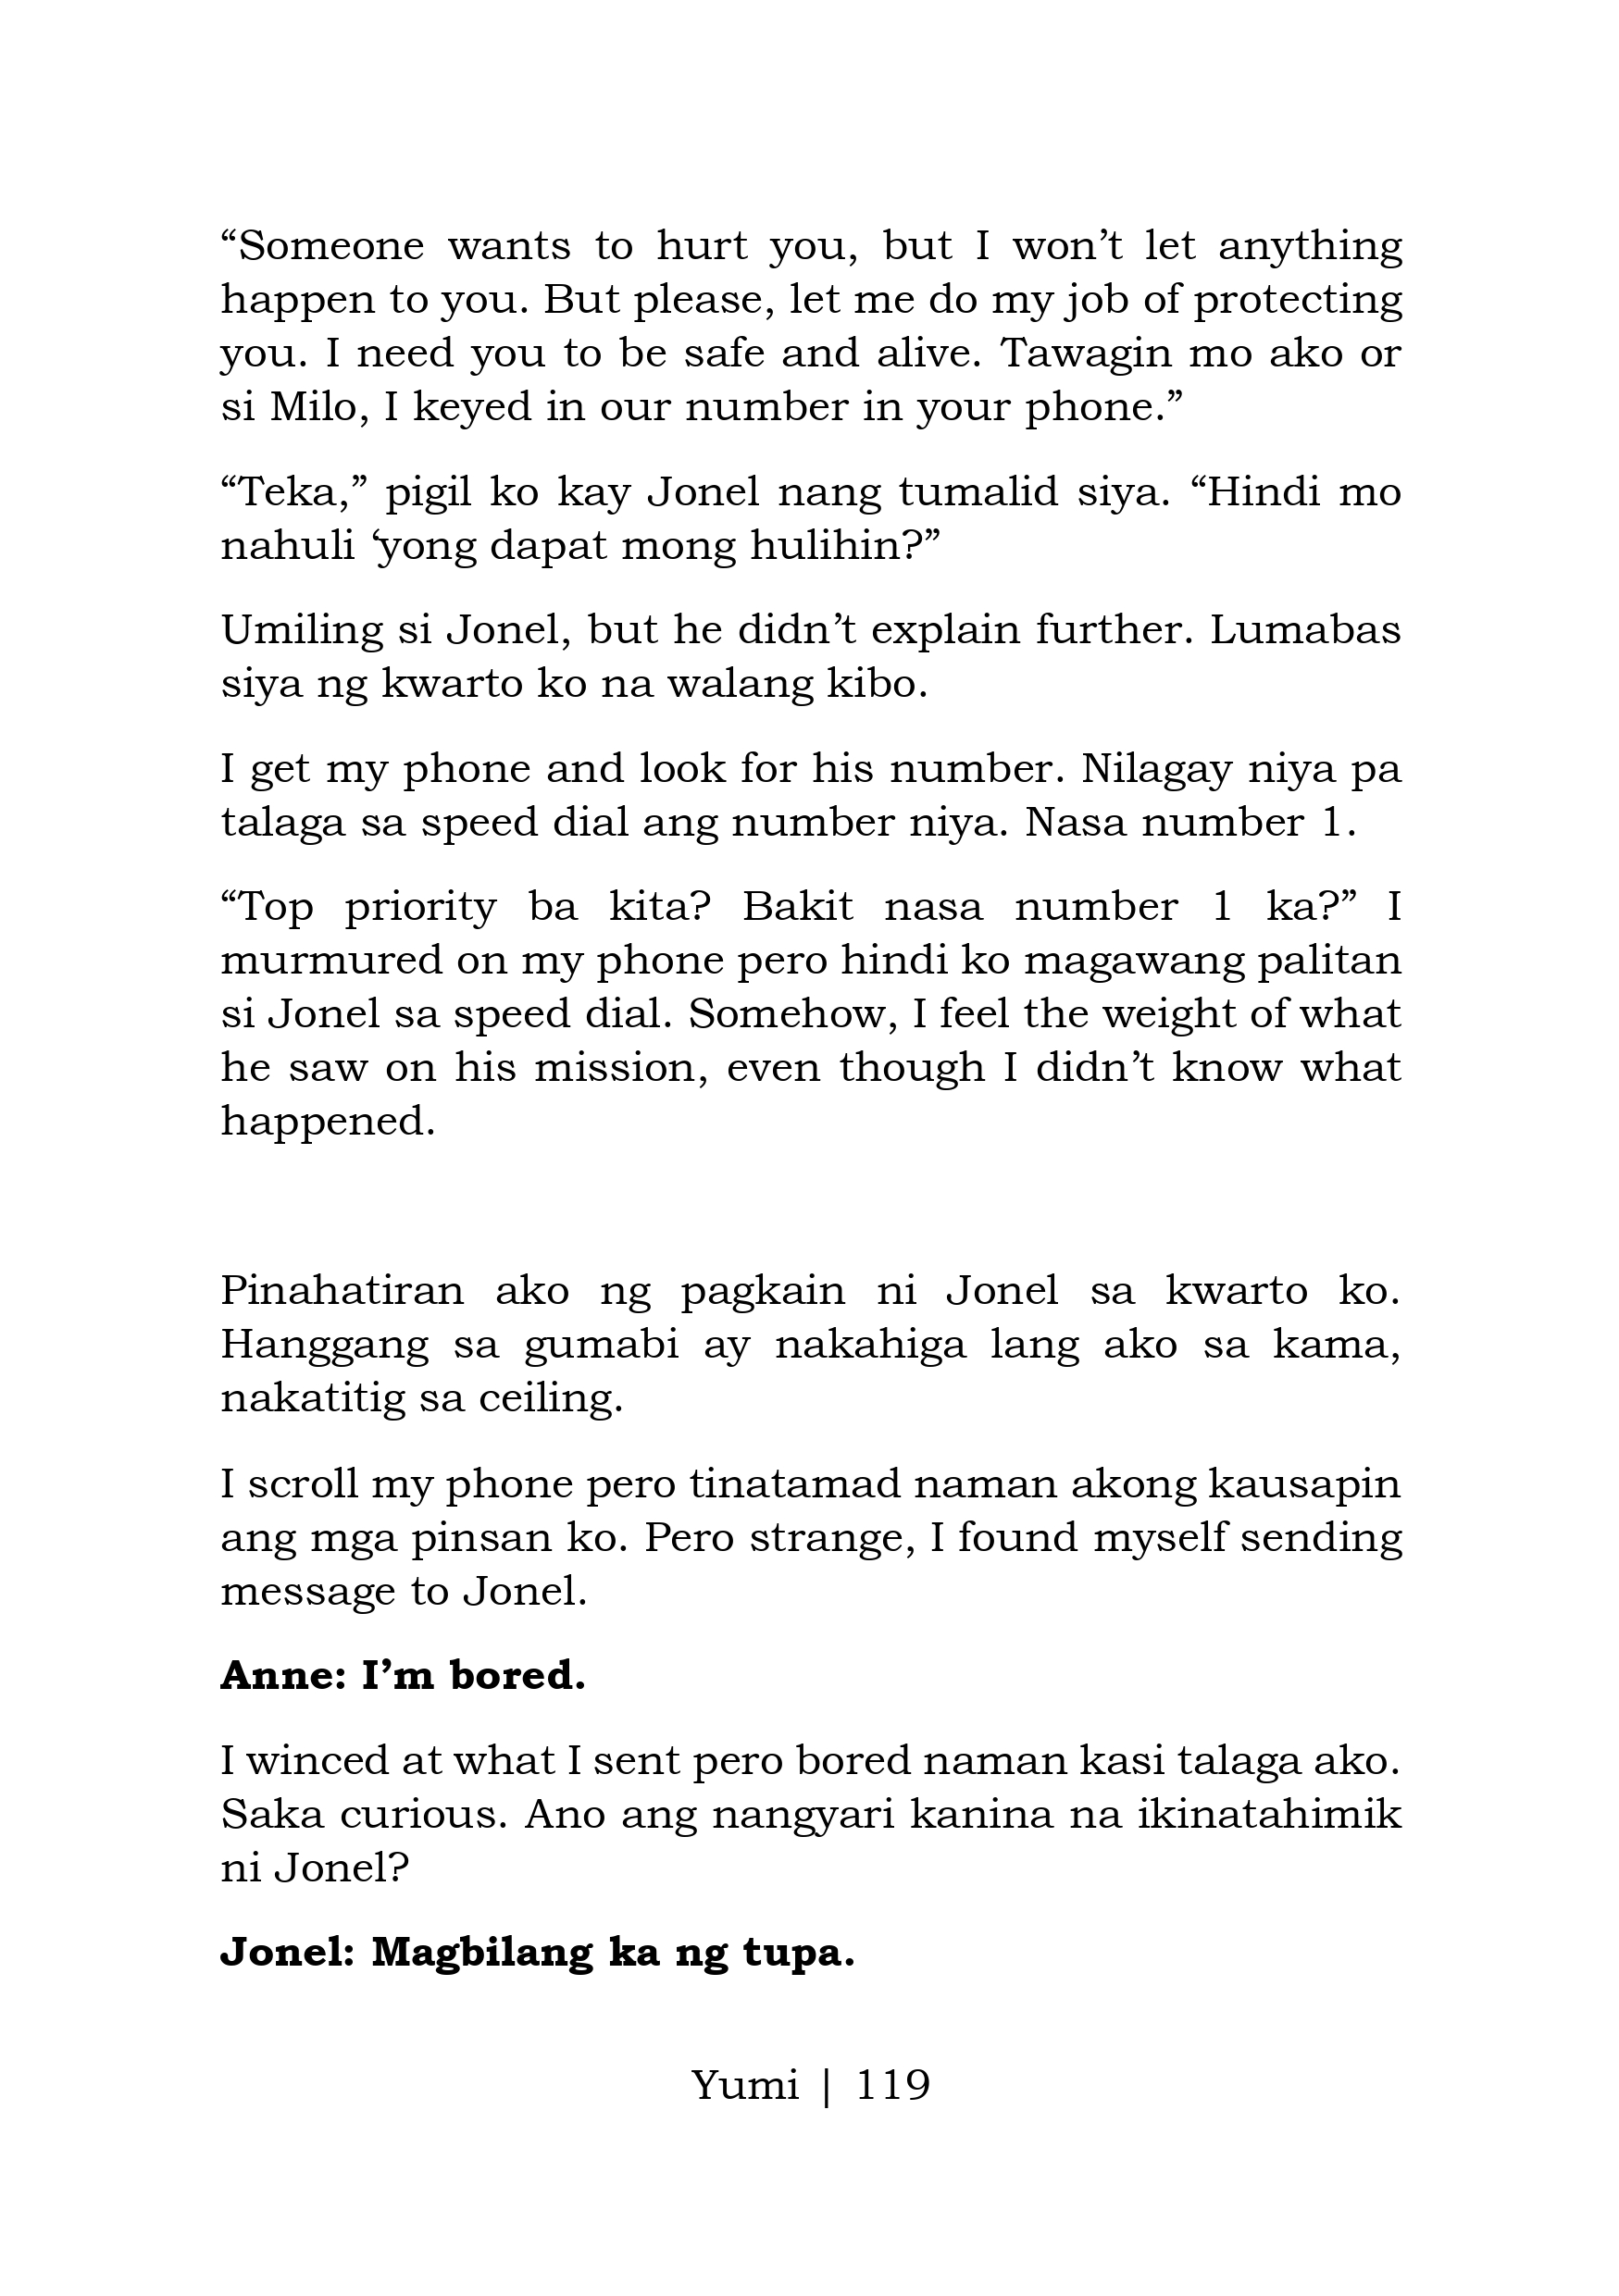 “Someone wants to hurt you, but I won’t let anything
happen to you. But please, let me do my job of protecting
you. I need you to be safe and alive. Tawagin mo ako or
si Milo, I keyed in our number in your phone.”
“Teka,” pigil ko kay Jonel nang tumalid siya. “Hindi mo
nahuli ‘yong dapat mong hulihin?”
Umiling si Jonel, but he didn’t explain further. Lumabas
siya ng kwarto ko na walang kibo.
I get my phone and look for his number. Nilagay niya pa
talaga sa speed dial ang number niya. Nasa number 1.
“Top priority ba kita? Bakit nasa number 1 ka?” I
murmured on my phone pero hindi ko magawang palitan
si Jonel sa speed dial. Somehow, I feel the weight of what
he saw on his mission, even though I didn’t know what
happened.
Pinahatiran ako ng pagkain ni Jonel sa kwarto ko.
Hanggang sa gumabi ay nakahiga lang ako sa kama,
nakatitig sa ceiling.
I scroll my phone pero tinatamad naman akong kausapin
ang mga pinsan ko. Pero strange, I found myself sending
message to Jonel.
Anne: I’m bored.
I winced at what I sent pero bored naman kasi talaga ako.
Saka curious. Ano ang nangyari kanina na ikinatahimik
ni Jonel?
Jonel: Magbilang ka ng tupa.
Yumi | 119